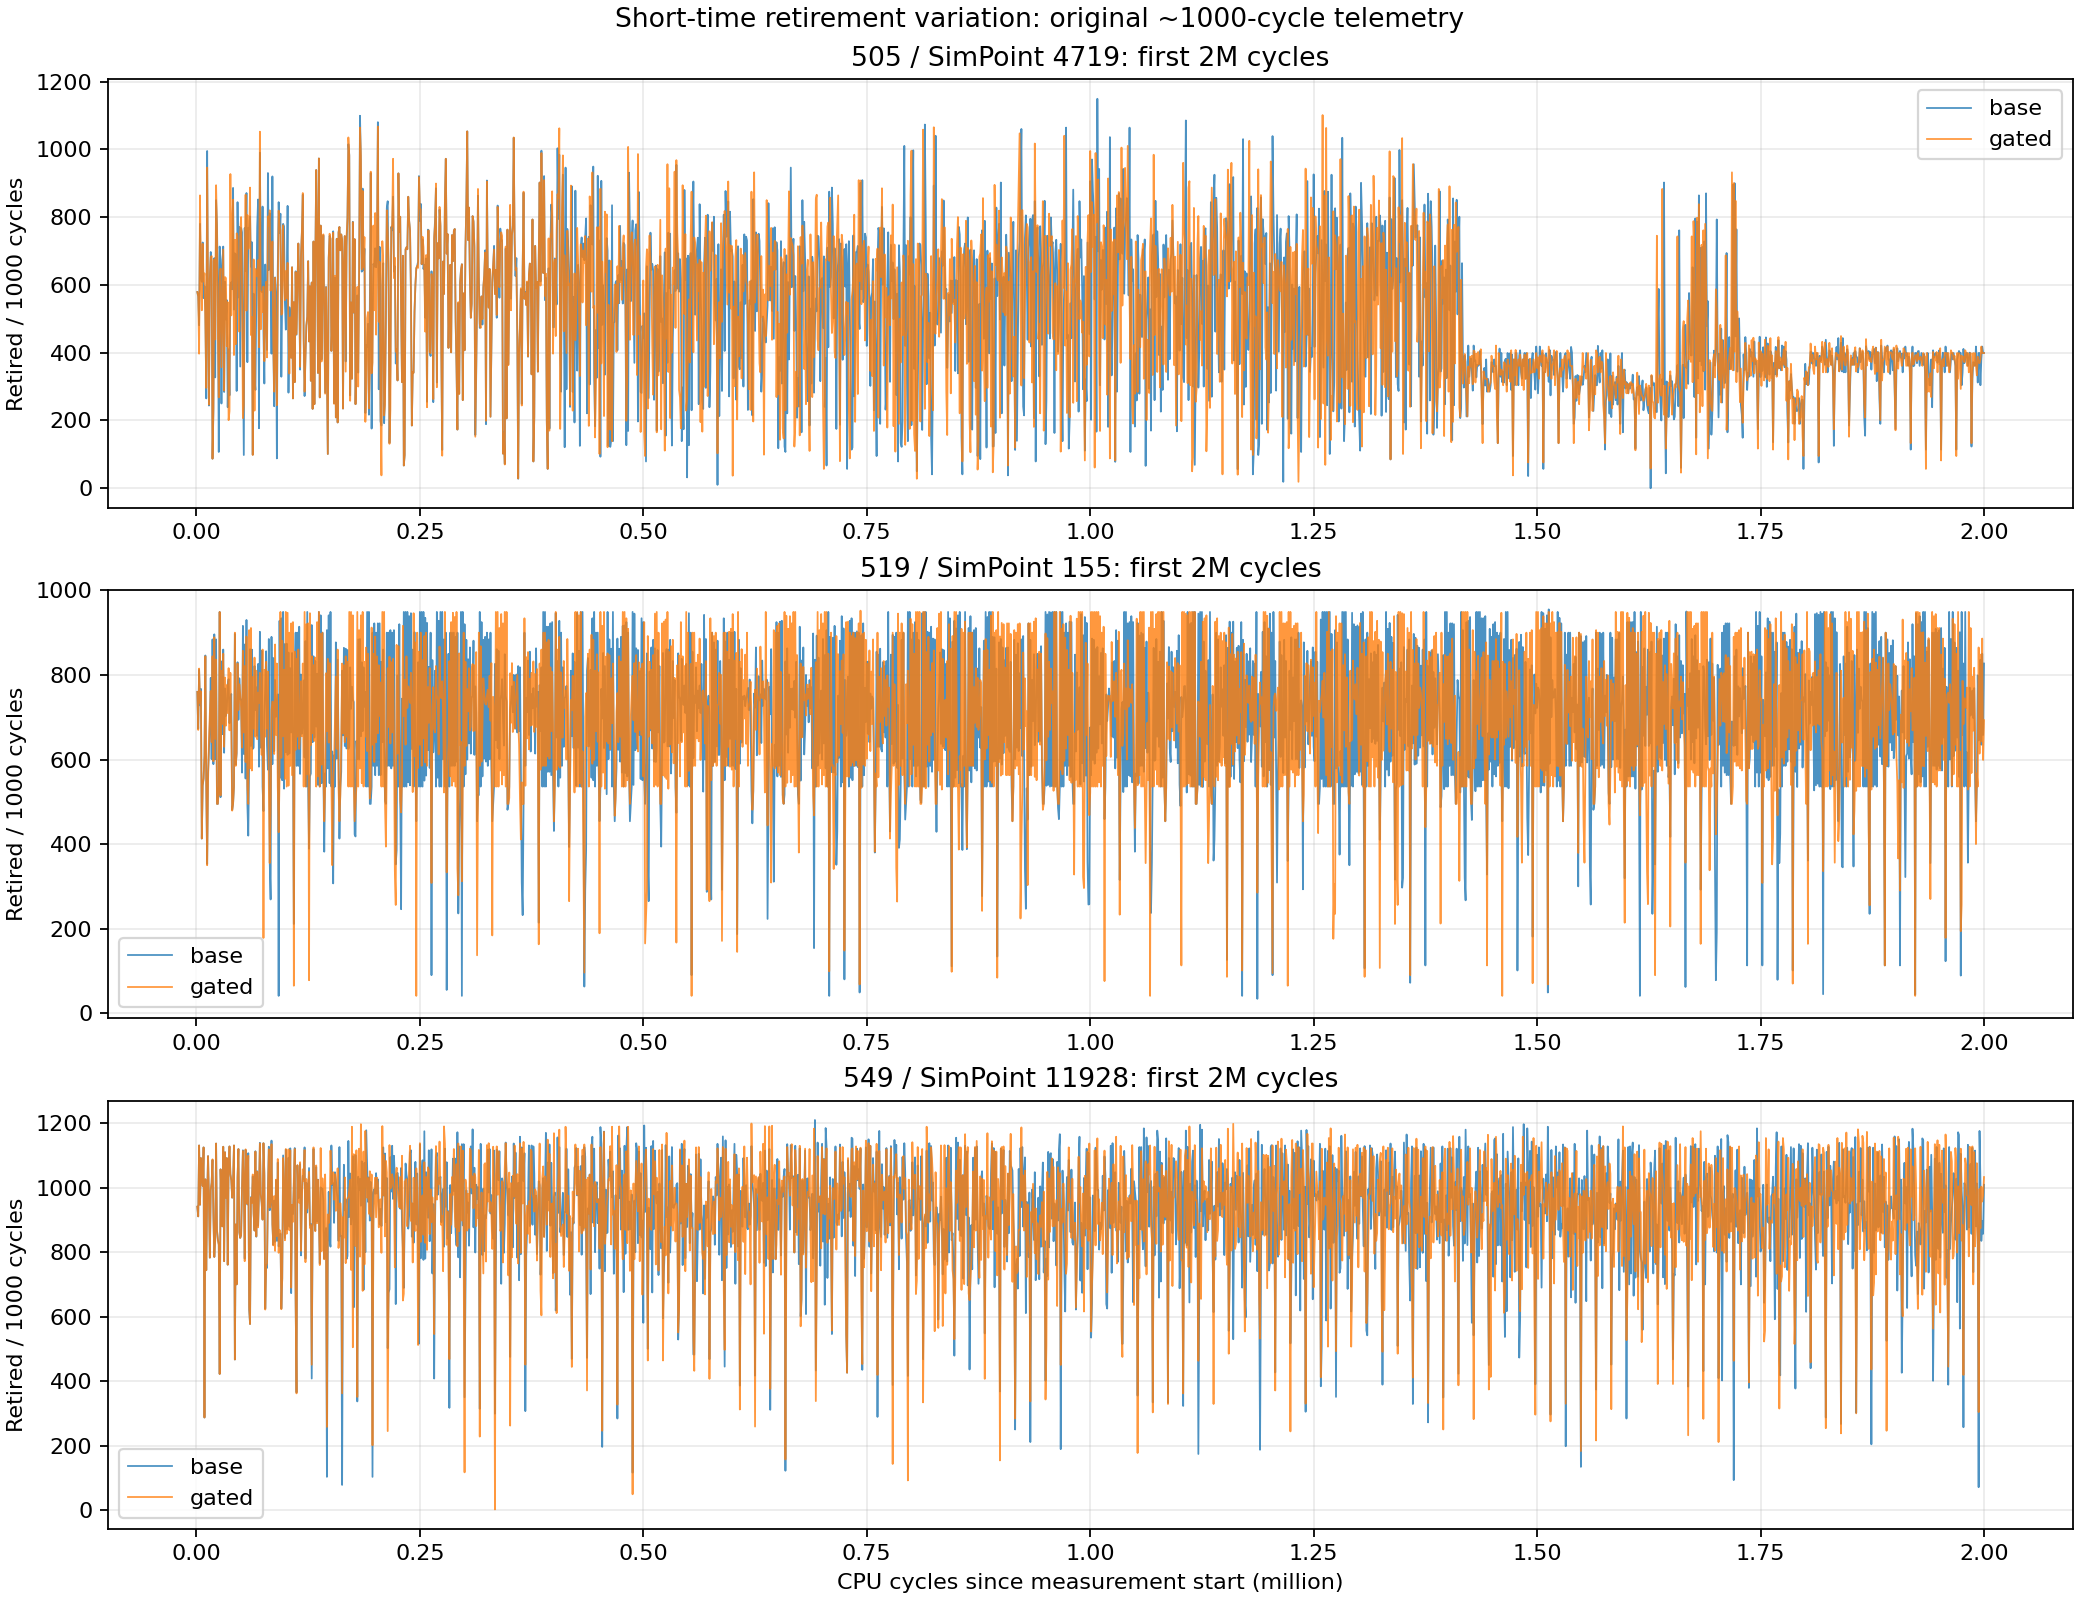 Short-time retirement variation: original ~1000-cycle telemetry
505 / SimPoint 4719: first 2M cycles
Retired / 1000 cycles
1200
1000
800
600
400
200
0
base
gated
0.00 0.25 0.50 0.75 1.00 1.25 1.50 1.75 2.00
519 / SimPoint 155: first 2M cycles
Retired / 1000 cycles
1000
800
600
400
200
0
base
gated
0.00 0.25 0.50 0.75 1.00 1.25 1.50 1.75 2.00
549 / SimPoint 11928: first 2M cycles
Retired / 1000 cycles
1200
1000
800
600
400
200
0
base
gated
0.00 0.25 0.50 0.75 1.00 1.25 1.50 1.75 2.00
CPU cycles since measurement start (million)